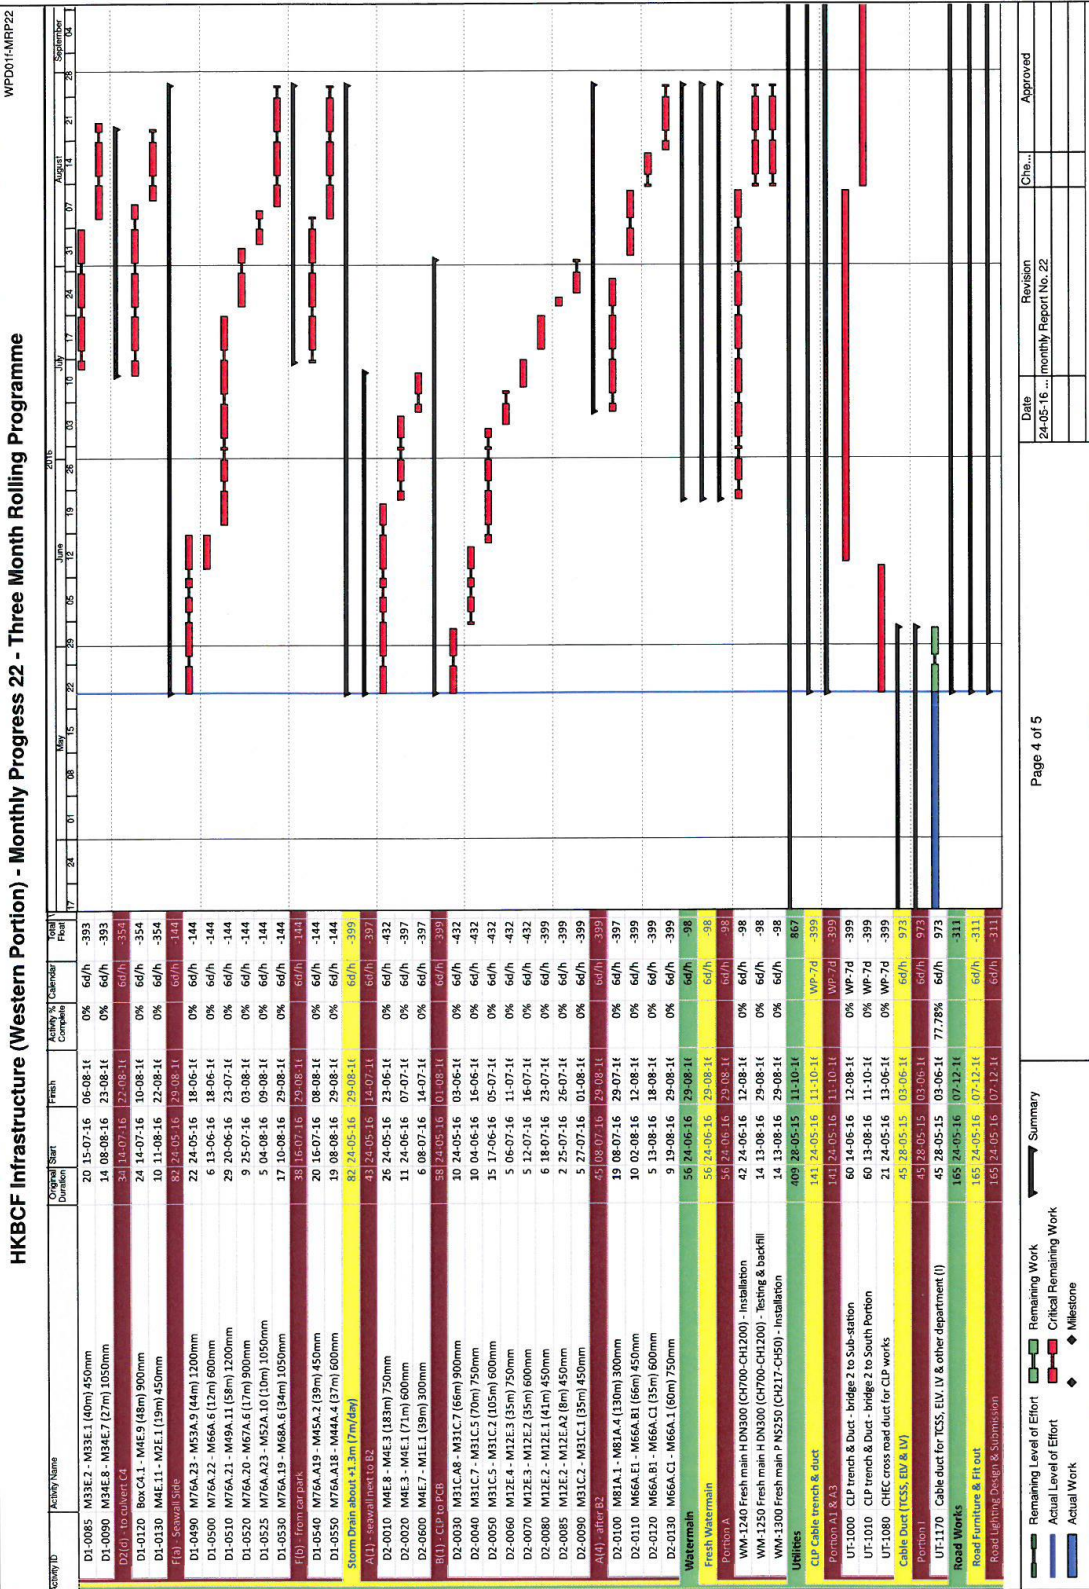 WPD01f-MRP22
HKBCF Infrastructure (Western Portion) - Monthly Progress 22 - Three Month Rolling Programme
Activity ID Activity Name Original Duration Start Finish Activity % Complete Calendar Total Float
2016
May June July August September
17 24 01 08 15 22 29 05 12 19 26 03 10 17 24 31 07 14 21 28 04
D1-0085 M33E.2 - M33E.1 (40m) 450mm 20 15-07-16 06-08-16 0% 6d/h -393
D1-0090 M34E.8 - M34E.7 (27m) 1050mm 14 08-08-16 23-08-16 0% 6d/h -393
D2(d) - to culvert C4 34 14-07-16 22-08-16 6d/h -354
D1-0120 Box C4.1 - M4E.9 (48m) 900mm 24 14-07-16 10-08-16 0% 6d/h -354
D1-0130 M4E.11 - M2E.1 (19m) 450mm 10 11-08-16 22-08-16 0% 6d/h -354
F(a) - Seawall Side 82 24-05-16 29-08-16 6d/h -144
D1-0490 M76A.23 - M53A.9 (44m) 1200mm 22 24-05-16 18-06-16 0% 6d/h -144
D1-0500 M76A.22 - M66A.6 (12m) 600mm 6 13-06-16 18-06-16 0% 6d/h -144
D1-0510 M76A.21 - M49A.11 (58m) 1200mm 29 20-06-16 23-07-16 0% 6d/h -144
D1-0520 M76A.20 - M67A.6 (17m) 900mm 9 25-07-16 03-08-16 0% 6d/h -144
D1-0525 M76A.A23 - M52A.10 (10m) 1050mm 5 04-08-16 09-08-16 0% 6d/h -144
D1-0530 M76A.19 - M68A.6 (34m) 1050mm 17 10-08-16 29-08-16 0% 6d/h -144
F(b) - from car park 38 16-07-16 29-08-16 6d/h -144
D1-0540 M76A.A19 - M45A.2 (39m) 450mm 20 16-07-16 08-08-16 0% 6d/h -144
D1-0550 M76A.A18 - M44A.4 (37m) 600mm 19 08-08-16 29-08-16 0% 6d/h -144
Storm Drain about +1.3m (7m/day) 82 24-05-16 29-08-16 6d/h -399
A(1) - seawall next to B2 43 24-05-16 14-07-16 6d/h -397
D2-0010 M4E.8 - M4E.3 (183m) 750mm 26 24-05-16 23-06-16 0% 6d/h -432
D2-0020 M4E.3 - M4E.1 (71m) 600mm 11 24-06-16 07-07-16 0% 6d/h -397
D2-0600 M4E.7 - M1E.1 (39m) 300mm 6 08-07-16 14-07-16 0% 6d/h -397
B(1) - CLP to PCB 58 24-05-16 01-08-16 6d/h -399
D2-0030 M31C.A8 - M31C.7 (66m) 900mm 10 24-05-16 03-06-16 0% 6d/h -432
D2-0040 M31C.7 - M31C.5 (70m) 750mm 10 04-06-16 16-06-16 0% 6d/h -432
D2-0050 M31C.5 - M31C.2 (105m) 600mm 15 17-06-16 05-07-16 0% 6d/h -432
D2-0060 M12E.4 - M12E.3 (35m) 750mm 5 06-07-16 11-07-16 0% 6d/h -432
D2-0070 M12E.3 - M12E.2 (35m) 600mm 5 12-07-16 16-07-16 0% 6d/h -432
D2-0080 M12E.2 - M12E.1 (41m) 450mm 6 18-07-16 23-07-16 0% 6d/h -399
D2-0085 M12E.2 - M12E.A2 (8m) 450mm 2 25-07-16 26-07-16 0% 6d/h -399
D2-0090 M31C.2 - M31C.1 (35m) 450mm 5 27-07-16 01-08-16 0% 6d/h -399
A(4) - after B2 45 08-07-16 29-08-16 6d/h -399
D2-0100 M81A.1 - M81A.4 (130m) 300mm 19 08-07-16 29-07-16 0% 6d/h -397
D2-0110 M66A.E1 - M66A.B1 (66m) 450mm 10 02-08-16 12-08-16 0% 6d/h -399
D2-0120 M66A.B1 - M66A.C1 (35m) 600mm 5 13-08-16 18-08-16 0% 6d/h -399
D2-0130 M66A.C1 - M66A.1 (60m) 750mm 9 19-08-16 29-08-16 0% 6d/h -399
Watermain 56 24-06-16 29-08-16 6d/h -98
Fresh Watermain 56 24-06-16 29-08-16 6d/h -98
Portion A 56 24-06-16 29-08-16 6d/h -98
WM-1240 Fresh main H DN300 (CH700-CH1200) - Installation 42 24-06-16 12-08-16 0% 6d/h -98
WM-1250 Fresh main H DN300 (CH700-CH1200) - Testing & backfill 14 13-08-16 29-08-16 0% 6d/h -98
WM-1300 Fresh main P NS250 (CH217-CH50) - Installation 14 13-08-16 29-08-16 0% 6d/h -98
Utilities 409 28-05-15 11-10-16 867
CLP Cable trench & duct 141 24-05-16 11-10-16 WP-7d -399
Portion A1 & A3 141 24-05-16 11-10-16 WP-7d -399
UT-1000 CLP trench & Duct - bridge 2 to Sub-station 60 14-06-16 12-08-16 0% WP-7d -399
UT-1010 CLP trench & Duct - bridge 2 to South Portion 60 13-08-16 11-10-16 0% WP-7d -399
UT-1080 CHEC cross road duct for CLP works 21 24-05-16 13-06-16 0% WP-7d -399
Cable Duct (TCSS, ELV & LV) 45 28-05-15 03-06-16 6d/h 973
Portion I 45 28-05-15 03-06-16 6d/h 973
UT-1170 Cable duct for TCSS, ELV, LV & other department (I) 45 28-05-15 03-06-16 77.78% 6d/h 973
Road Works 165 24-05-16 07-12-16 -311
Road Furniture & Fit out 165 24-05-16 07-12-16 6d/h -311
Road Lighting Design & Submission 165 24-05-16 07-12-16 6d/h -311
Remaining Level of Effort Remaining Work Summary
Actual Level of Effort Critical Remaining Work
Actual Work Milestone
Page 4 of 5
Date Revision Che... Approved
24-05-16 ... monthly Report No. 22